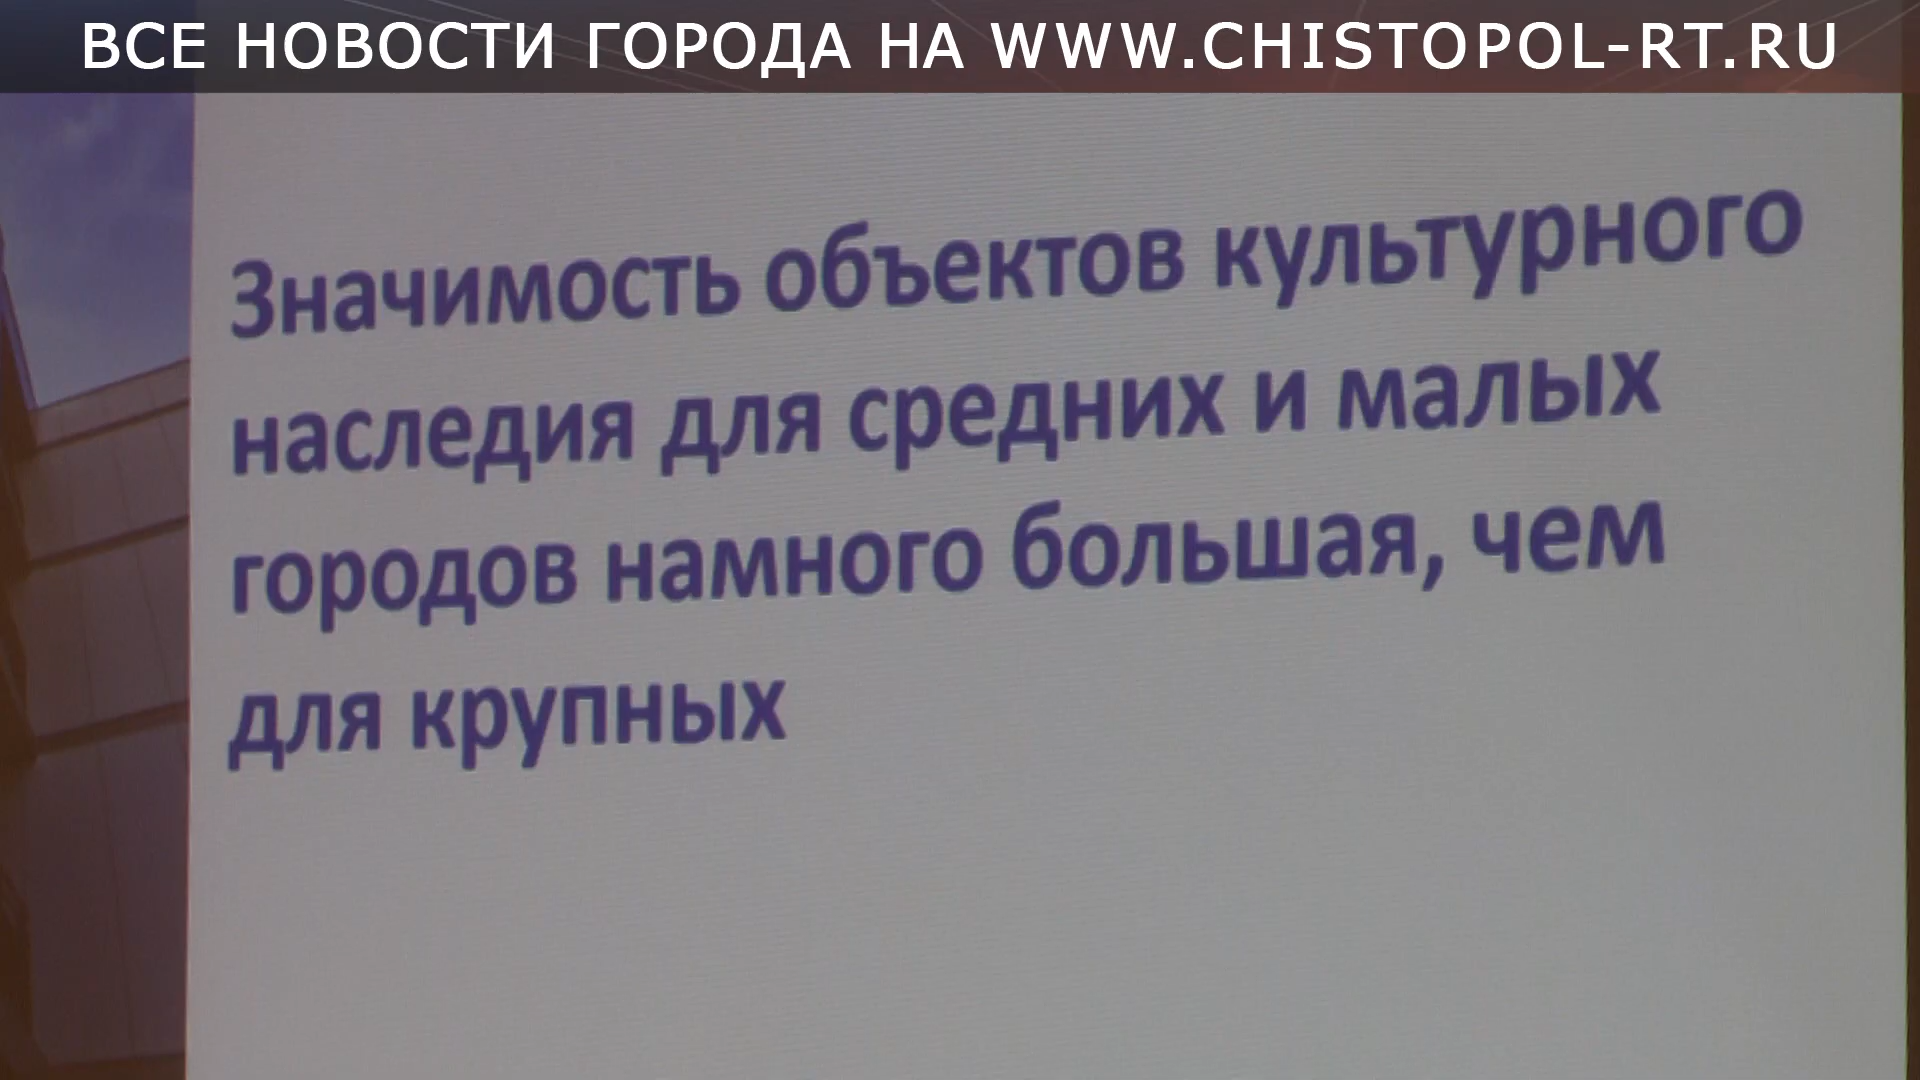 ВСЕ НОВОСТИ ГОРОДА НА WWW.CHISTOPOL-RT.RU
Значимость объектов культурного
наследия для средних и малых
городов намного большая, чем
для крупных